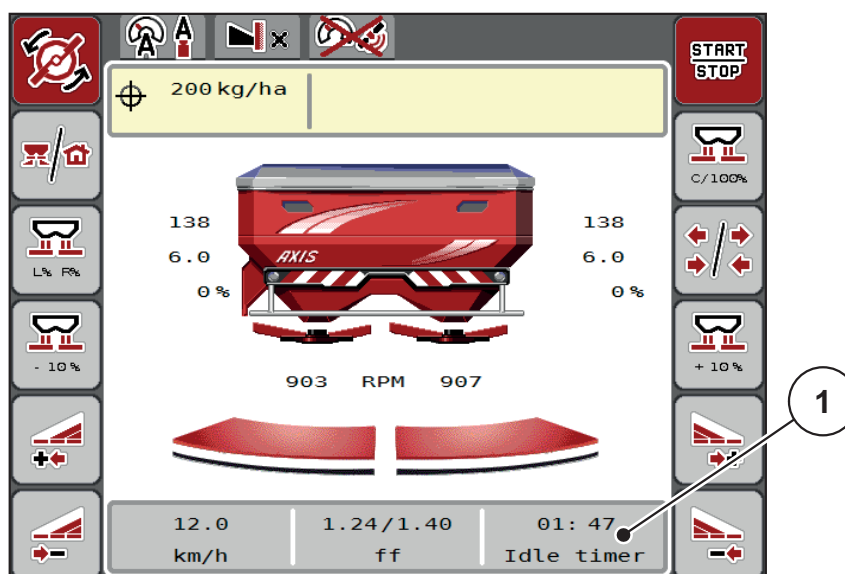 A A x
START
STOP
200 kg/ha
C/100%
138 138
6.0 AXIS 6.0
L% R%
0% 0%
- 10% + 10%
903 RPM 907
1
12.0 1.24/1.40 01:47
km/h ff Idle timer